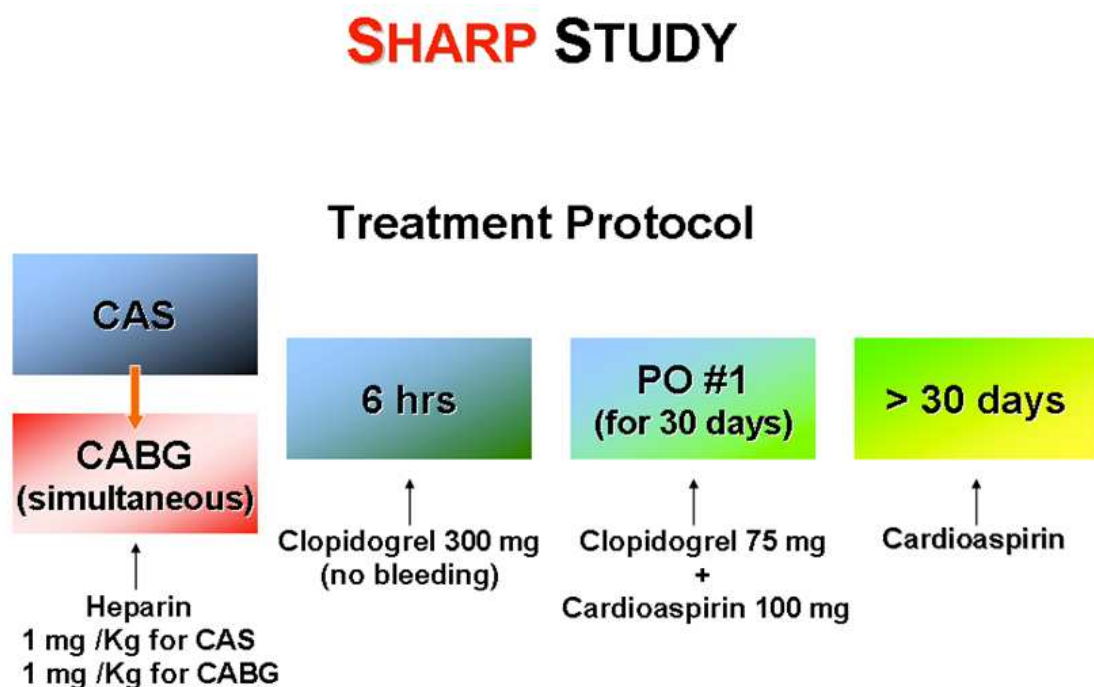 SHARP STUDY
Treatment Protocol
CAS
CABG
(simultaneous)
Heparin
1 mg /Kg for CAS
1 mg /Kg for CABG
6 hrs
Clopidogrel 300 mg
(no bleeding)
PO #1
(for 30 days)
Clopidogrel 75 mg
+
Cardioaspirin 100 mg
> 30 days
Cardioaspirin